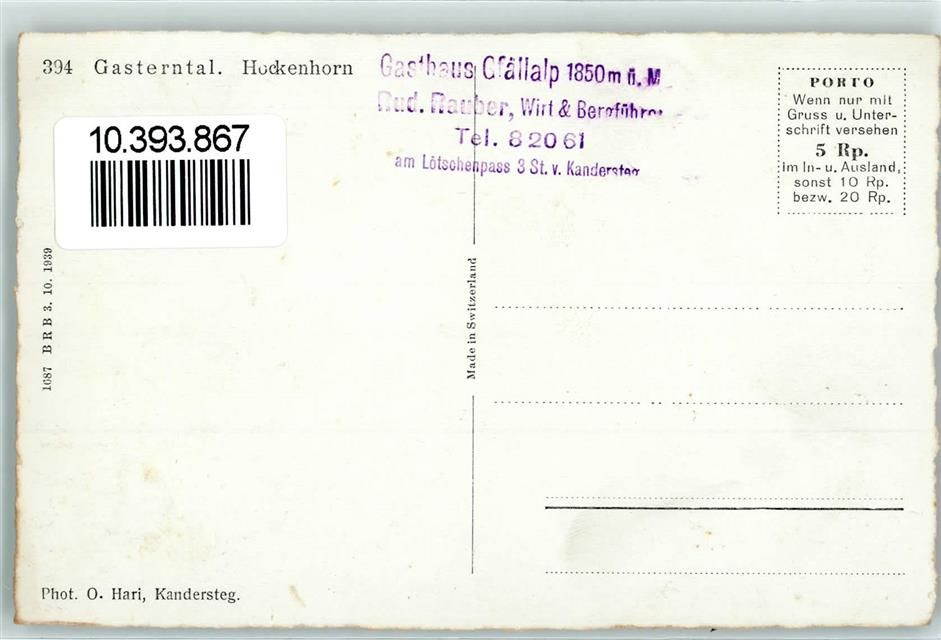 394 Gasterntal. Hockenhorn
Gasthaus Gfällalp 1850 m ü. M
Rud. Rauber, Wirt & Bergführer
Tel. 8 20 61
am Lötschenpass 3 St. v. Kandersteg
PORTO
Wenn nur mit
Gruss u. Unter-
schrift versehen
5 Rp.
im In- u. Ausland,
sonst 10 Rp.
bezw. 20 Rp.
10.393.867
1687 B R B 3. 10. 1939
Made in Switzerland
Phot. O. Hari, Kandersteg.